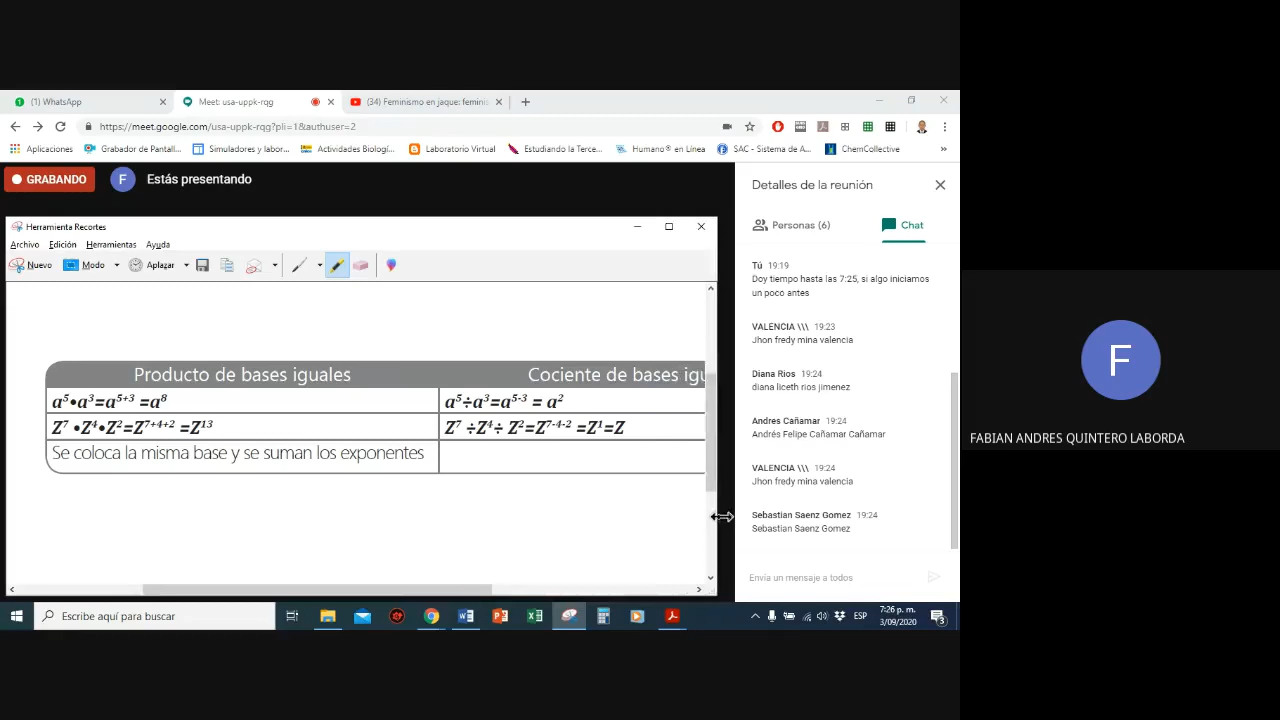 (1) WhatsApp
Meet: usa-uppk-rqg
(34) Feminismo en jaque: femini
https://meet.google.com/usa-uppk-rqg?pli=1&authuser=2
Aplicaciones
Grabador de Pantall...
Simuladores y labor...
Actividades Biologí...
Laboratorio Virtual
Estudiando la Terce...
Humano® en Línea
SAC - Sistema de A...
ChemCollective
»
GRABANDO
F
Estás presentando
Herramienta Recortes
Archivo Edición Herramientas Ayuda
Nuevo Modo Aplazar
Producto de bases iguales
Cociente de bases igu
a⁵•a³=a⁵⁺³ =a⁸
a⁵÷a³=a⁵⁻³ = a²
Z⁷ •Z⁴•Z²=Z⁷⁺⁴⁺² =Z¹³
Z⁷ ÷Z⁴÷ Z²=Z⁷⁻⁴⁻² =Z¹=Z
Se coloca la misma base y se suman los exponentes
Detalles de la reunión
Personas (6)
Chat
Tú 19:19
Doy tiempo hasta las 7:25, si algo iniciamos
un poco antes
VALENCIA \\\ 19:23
Jhon fredy mina valencia
Diana Rios 19:24
diana liceth rios jimenez
Andres Cañamar 19:24
Andrés Felipe Cañamar Cañamar
VALENCIA \\\ 19:24
Jhon fredy mina valencia
Sebastian Saenz Gomez 19:24
Sebastian Saenz Gomez
Envía un mensaje a todos
Escribe aquí para buscar
ESP
7:26 p. m.
3/09/2020
3
F
FABIAN ANDRES QUINTERO LABORDA